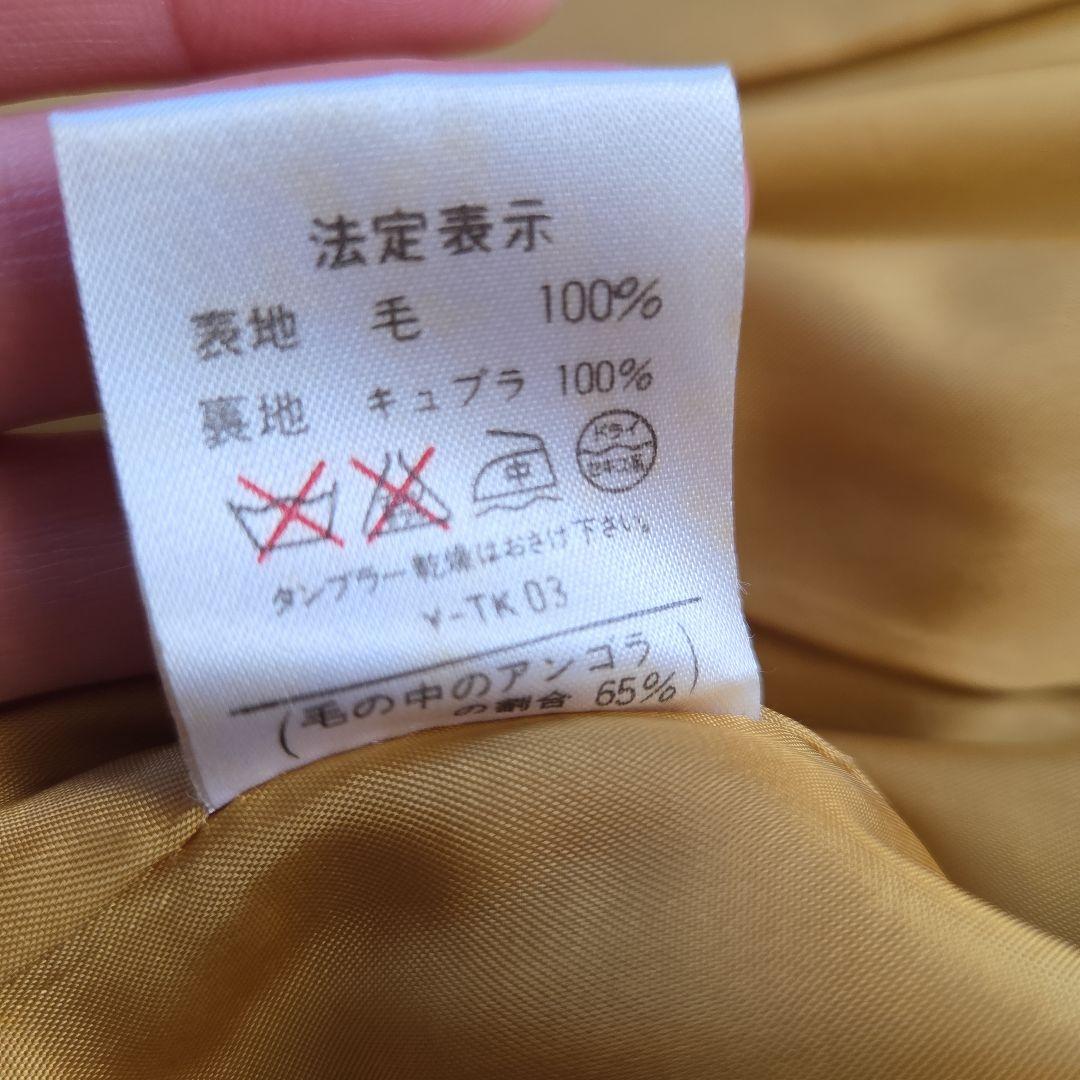 法定表示
表地 毛 100%
裏地 キュプラ 100%
中 ドライ
セキユ系
タンブラー乾燥はおさけ下さい。
Y-TK 03
(毛の中のアンゴラ
の割合 65%)